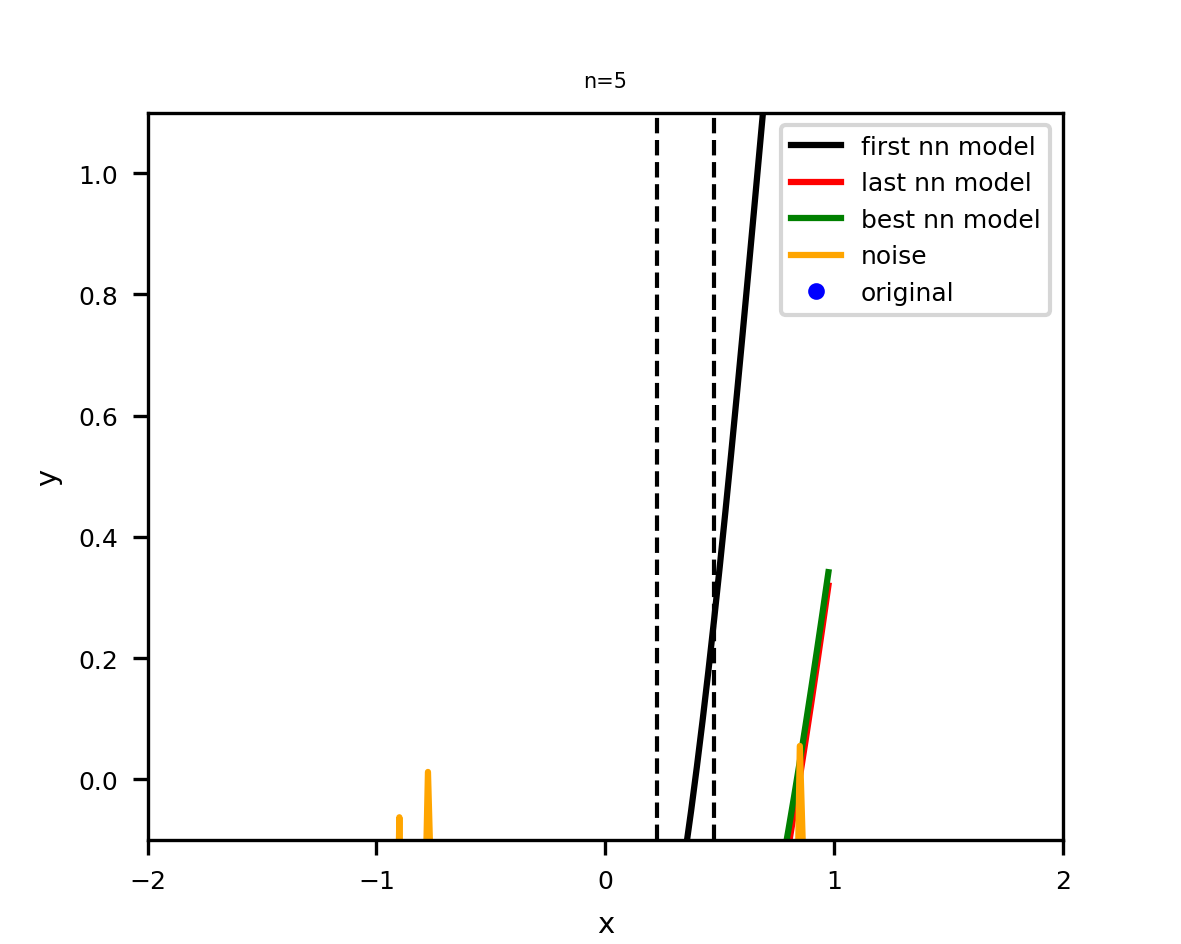 n=5
first nn model
last nn model
best nn model
noise
original
1.0
0.8
0.6
0.4
0.2
0.0
y
−2
−1
0
1
2
x